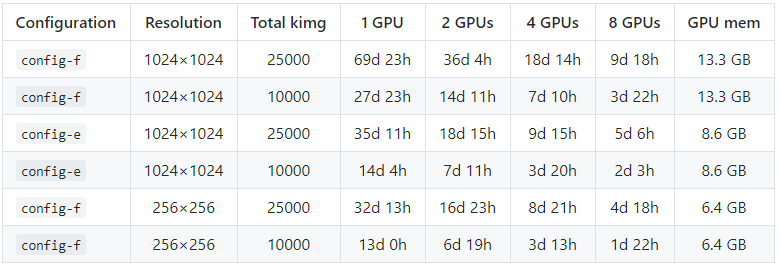 Configuration Resolution Total kimg 1 GPU 2 GPUs 4 GPUs 8 GPUs GPU mem
config-f 1024×1024 25000 69d 23h 36d 4h 18d 14h 9d 18h 13.3 GB
config-f 1024×1024 10000 27d 23h 14d 11h 7d 10h 3d 22h 13.3 GB
config-e 1024×1024 25000 35d 11h 18d 15h 9d 15h 5d 6h 8.6 GB
config-e 1024×1024 10000 14d 4h 7d 11h 3d 20h 2d 3h 8.6 GB
config-f 256×256 25000 32d 13h 16d 23h 8d 21h 4d 18h 6.4 GB
config-f 256×256 10000 13d 0h 6d 19h 3d 13h 1d 22h 6.4 GB